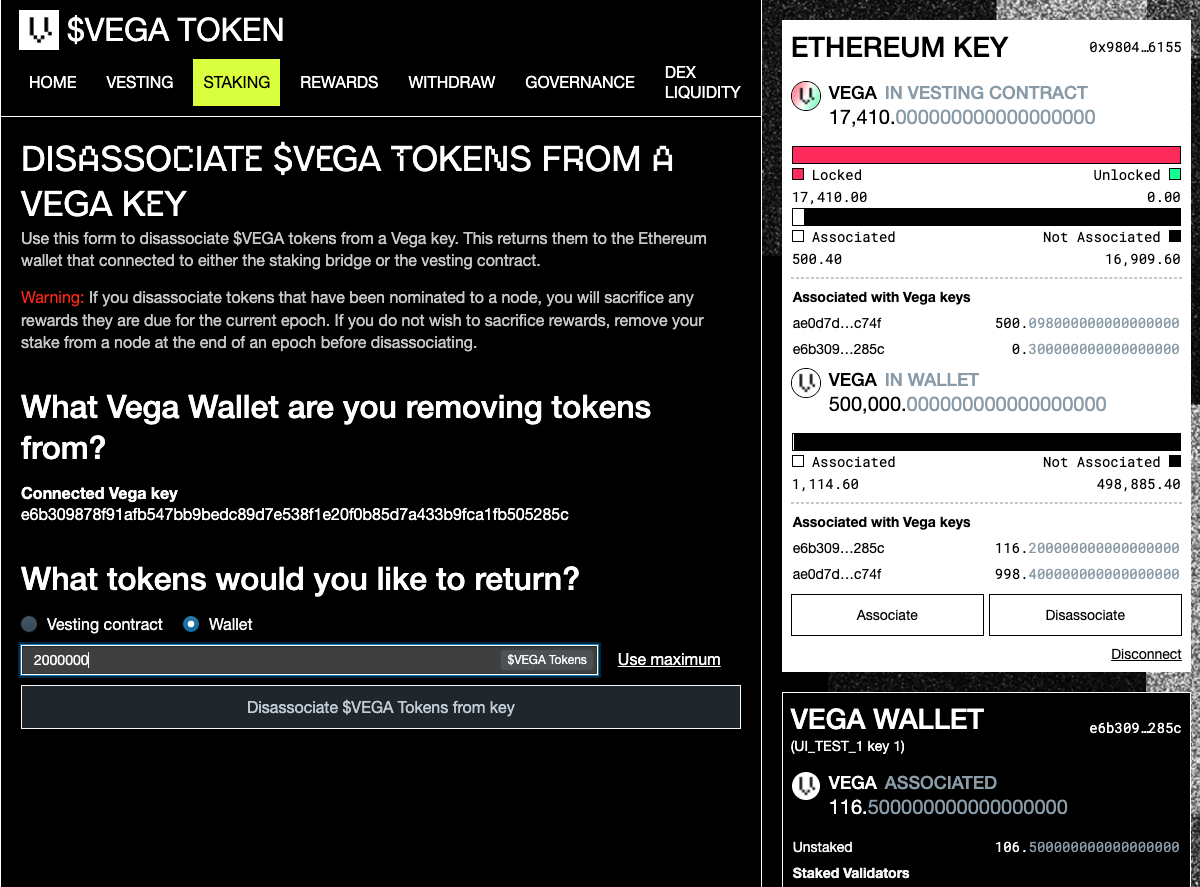 $VEGA TOKEN
HOME
VESTING
STAKING
REWARDS
WITHDRAW
GOVERNANCE
DEX
LIQUIDITY
DISASSOCIATE $VEGA TOKENS FROM A
VEGA KEY
Use this form to disassociate $VEGA tokens from a Vega key. This returns them to the Ethereum
wallet that connected to either the staking bridge or the vesting contract.
Warning: If you disassociate tokens that have been nominated to a node, you will sacrifice any
rewards they are due for the current epoch. If you do not wish to sacrifice rewards, remove your
stake from a node at the end of an epoch before disassociating.
What Vega Wallet are you removing tokens
from?
Connected Vega key
e6b309878f91afb547bb9bedc89d7e538f1e20f0b85d7a433b9fca1fb505285c
What tokens would you like to return?
Vesting contract
Wallet
2000000
$VEGA Tokens
Use maximum
Disassociate $VEGA Tokens from key
ETHEREUM KEY
0x9804…6155
VEGA IN VESTING CONTRACT
17,410.000000000000000000
Locked
Unlocked
17,410.00
0.00
Associated
Not Associated
500.40
16,909.60
Associated with Vega keys
ae0d7d…c74f
500.098000000000000000
e6b309…285c
0.300000000000000000
VEGA IN WALLET
500,000.000000000000000000
Associated
Not Associated
1,114.60
498,885.40
Associated with Vega keys
e6b309…285c
116.200000000000000000
ae0d7d…c74f
998.400000000000000000
Associate
Disassociate
Disconnect
VEGA WALLET
e6b309…285c
(UI_TEST_1 key 1)
VEGA ASSOCIATED
116.500000000000000000
Unstaked
106.500000000000000000
Staked Validators